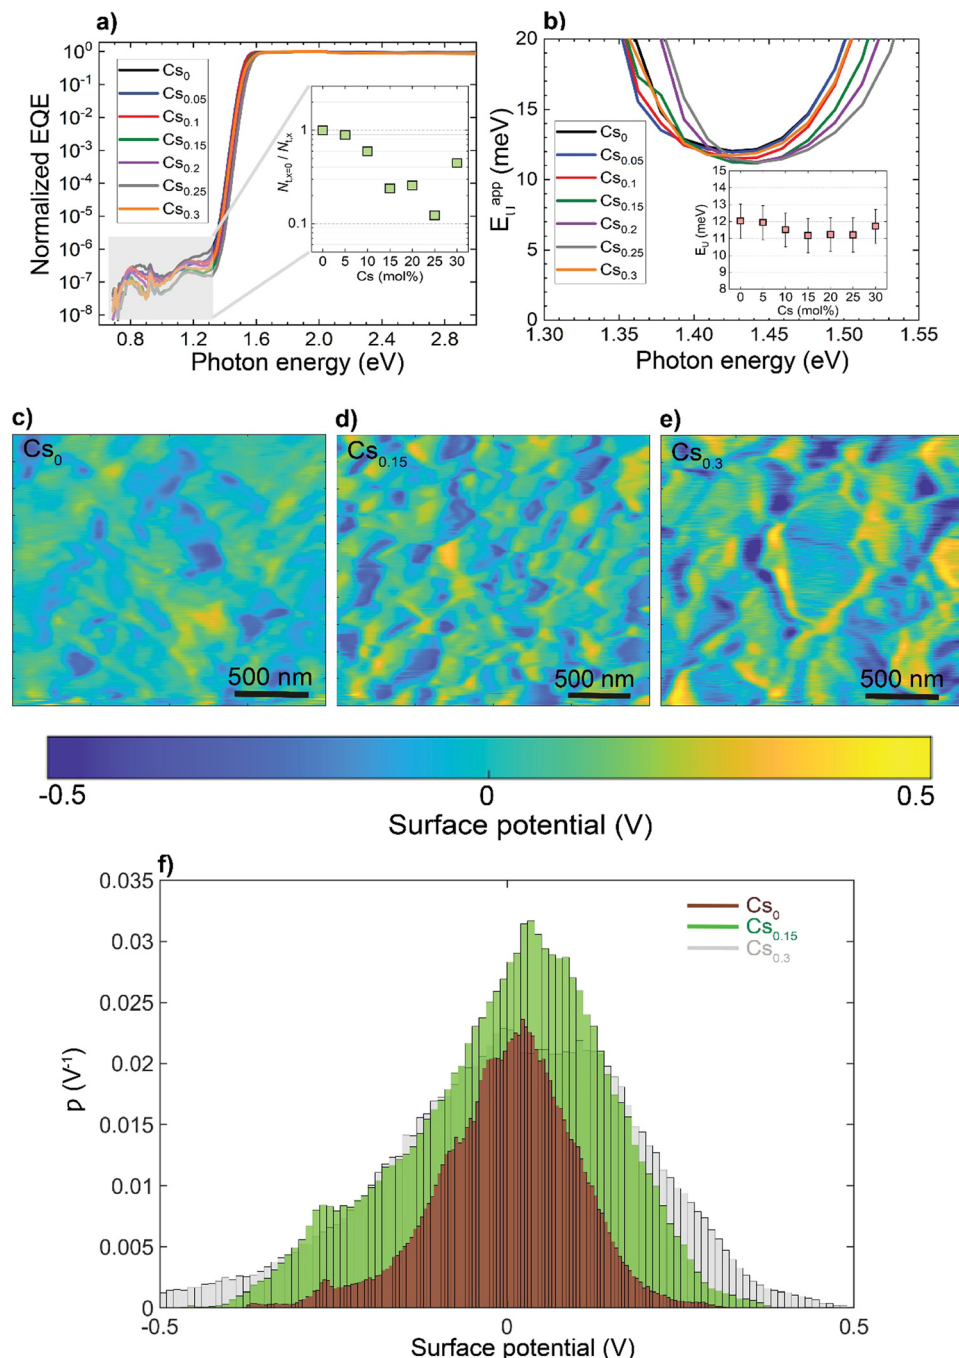 a)
Normalized EQE
10⁰
10⁻¹
10⁻²
10⁻³
10⁻⁴
10⁻⁵
10⁻⁶
10⁻⁷
10⁻⁸
Cs₀
Cs₀.₀₅
Cs₀.₁
Cs₀.₁₅
Cs₀.₂
Cs₀.₂₅
Cs₀.₃
0.8 1.2 1.6 2.0 2.4 2.8
Photon energy (eV)
Nt,x=0 / Nt,x
1
0.1
0 5 10 15 20 25 30
Cs (mol%)
b)
E_U^app (meV)
20
15
10
5
0
Cs₀
Cs₀.₀₅
Cs₀.₁
Cs₀.₁₅
Cs₀.₂
Cs₀.₂₅
Cs₀.₃
1.30 1.35 1.40 1.45 1.50 1.55
Photon energy (eV)
E_U (meV)
15
14
13
12
11
10
9
0 5 10 15 20 25 30
Cs (mol%)
c)
Cs₀
500 nm
d)
Cs₀.₁₅
500 nm
e)
Cs₀.₃
500 nm
-0.5 0 0.5
Surface potential (V)
f)
p (V⁻¹)
0.035
0.03
0.025
0.02
0.015
0.01
0.005
0
Cs₀
Cs₀.₁₅
Cs₀.₃
-0.5 0 0.5
Surface potential (V)